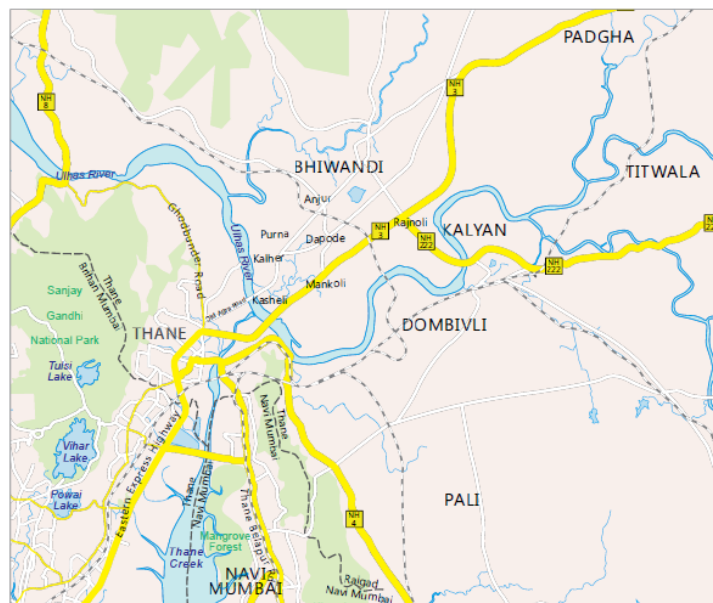 PADGHA
NH
3
NH
8
BHIWANDI
TITWALA
Ulhas River
Anjur
Ghodbunder Road
Ulhas River
Purna
Dapode
NH
3
Rajnoli
KALYAN
NH
222
NH
222
Kalher
Mankoli
Kasheli
Thane
Brihan Mumbai
Sanjay
Gandhi
National Park
THANE
DOMBIVLI
Tulsi
Lake
Thane
Navi Mumbai
Vihar
Lake
Eastern Express Highway
Powai
Lake
Thane
Navi Mumbai
PALI
NH
4
Mangrove
Forest
Thane
Creek
Thane Belapur
NAVI
MUMBAI
Raigad
Navi Mumbai